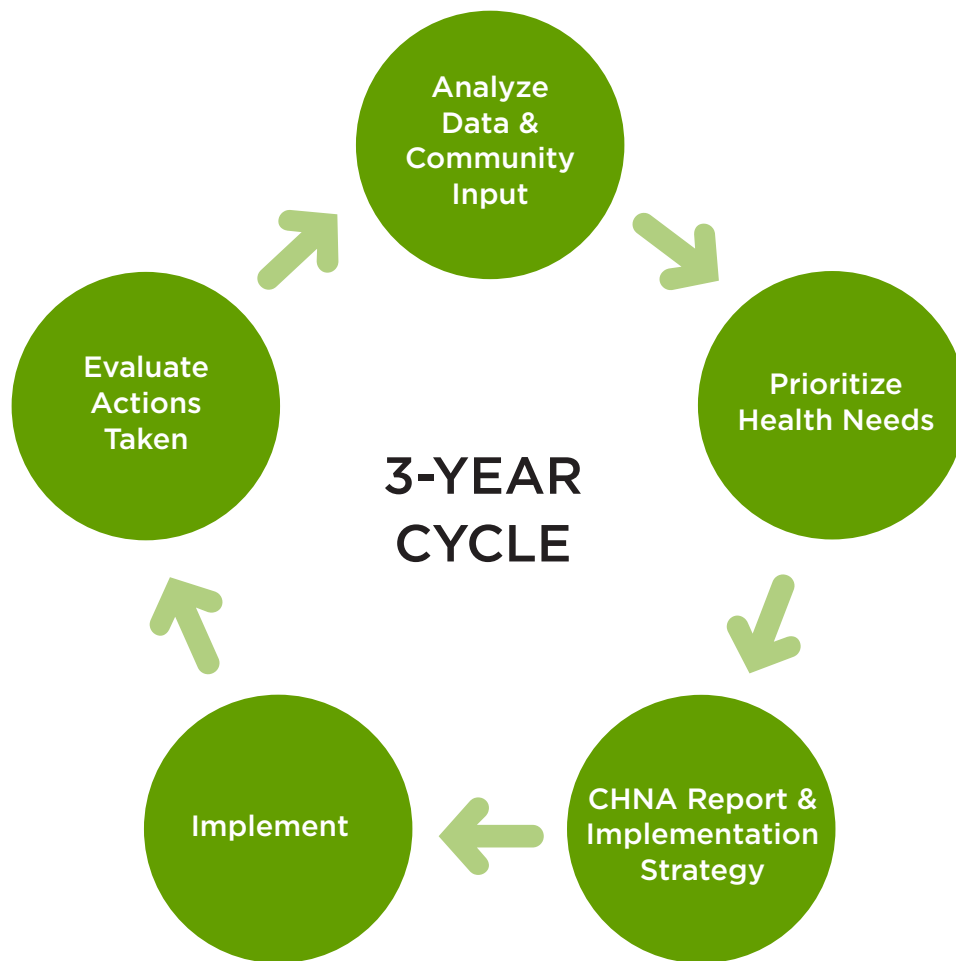 Analyze
Data &
Community
Input
Prioritize
Health Needs
CHNA Report &
Implementation
Strategy
Implement
Evaluate
Actions
Taken
3-YEAR
CYCLE